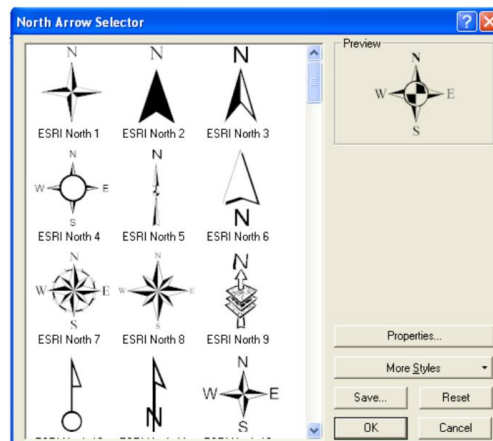 North Arrow Selector
Preview
N
W E
S
N
N
N
ESRI North 1 ESRI North 2 ESRI North 3
N
W E
S
N
N
ESRI North 4 ESRI North 5 ESRI North 6
N
W E
S
N
W E
S
N
ESRI North 7 ESRI North 8 ESRI North 9
N
N
W E
S
Properties...
More Styles
Save... Reset
OK Cancel